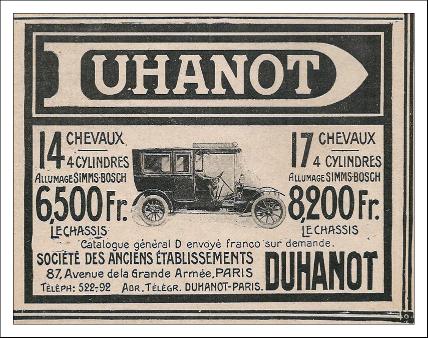 DUHANOT
14 CHEVAUX
4 CYLINDRES
ALLUMAGE SIMMS-BOSCH
6,500 Fr.
LE CHASSIS
17 CHEVAUX
4 CYLINDRES
ALLUMAGE SIMMS-BOSCH
8,200 Fr.
LE CHASSIS
Catalogue général D envoyé franco sur demande.
SOCIÉTÉ DES ANCIENS ÉTABLISSEMENTS
87, Avenue de la Grande Armée, PARIS
DUHANOT
TÉLÉPH: 522-92 ADR. TÉLÉGR. DUHANOT-PARIS.